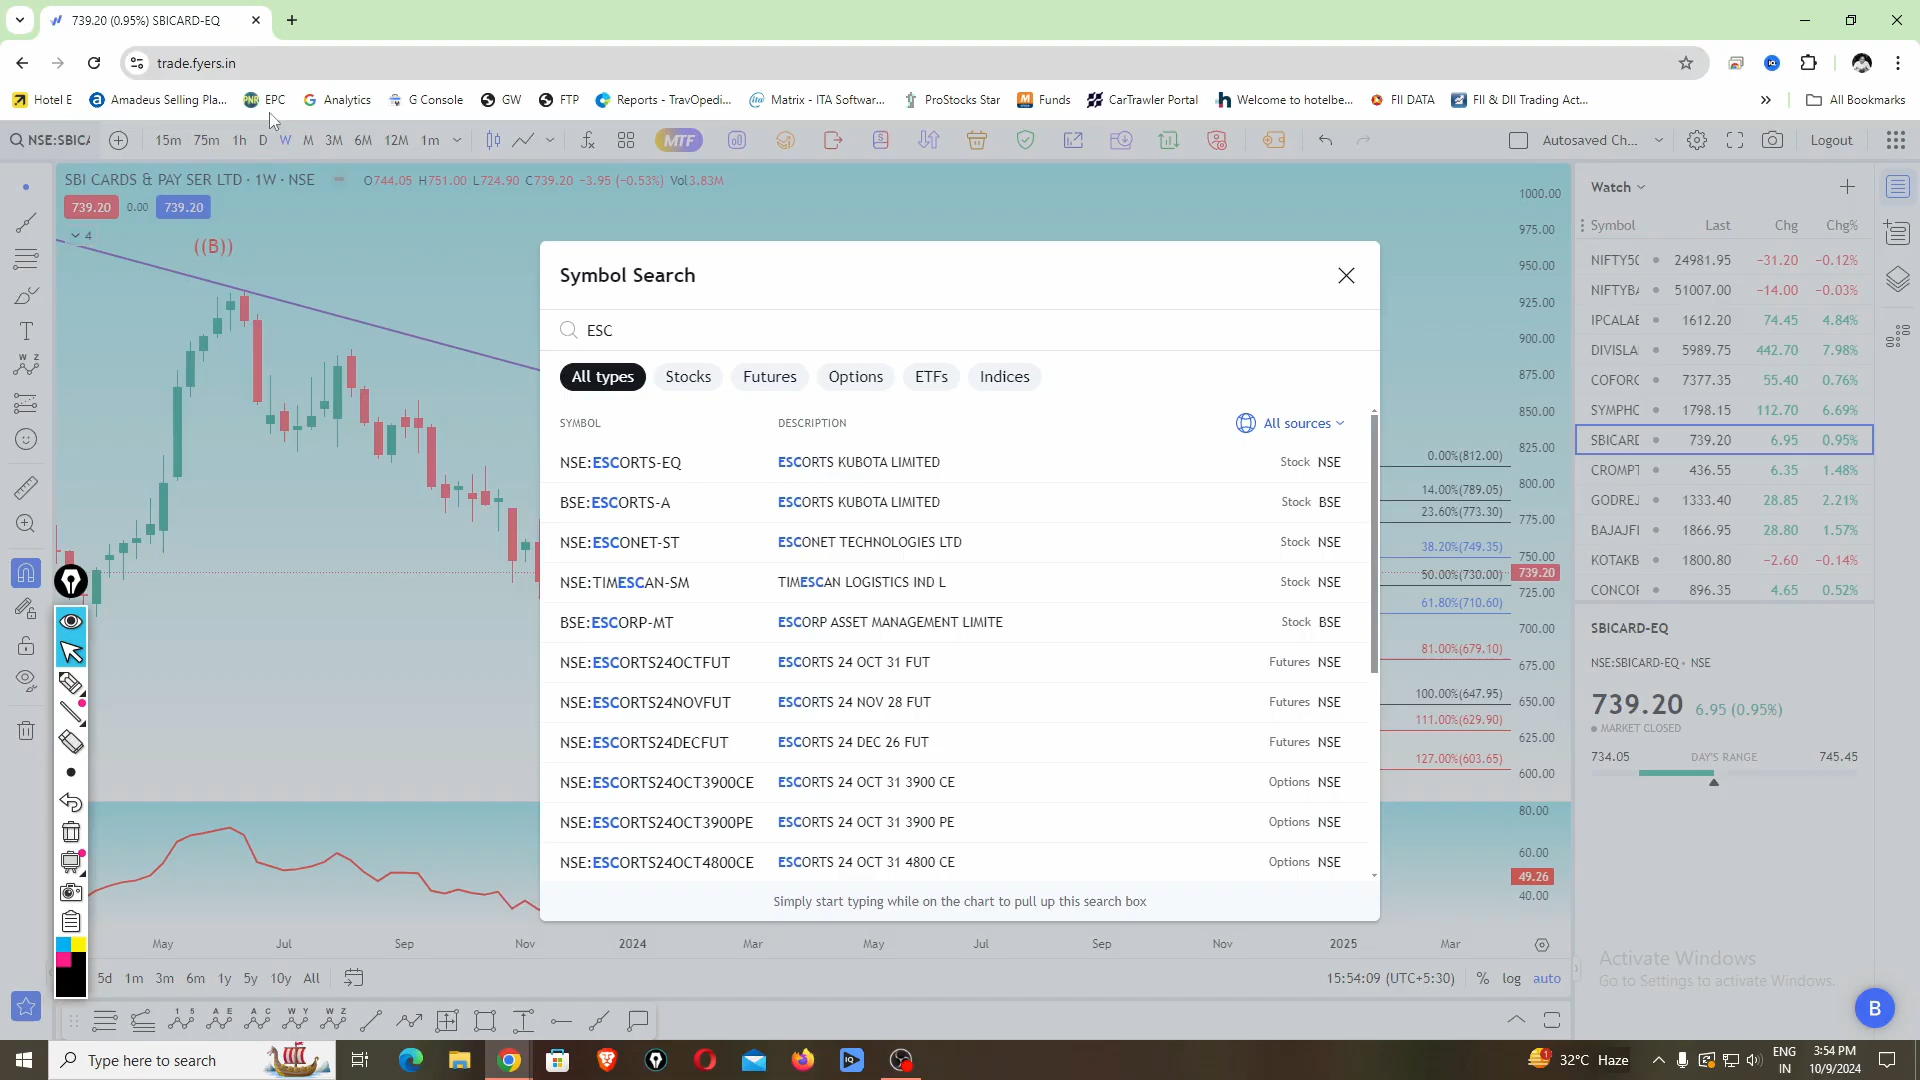 739.20 (0.95%) SBICARD-EQ
trade.fyers.in
Hotel E
Amadeus Selling Pla...
PNR EPC
Analytics
G Console
GW
FTP
Reports - TravOpedi...
Matrix - ITA Softwar...
ProStocks Star
Funds
CarTrawler Portal
Welcome to hotelbe...
FII DATA
FII & DII Trading Act...
All Bookmarks
NSE:SBICA
15m 75m 1h D W M 3M 6M 12M 1m
MTF
Autosaved Ch...
Logout
SBI CARDS & PAY SER LTD · 1W · NSE
O744.05 H751.00 L724.90 C739.20 −3.95 (−0.53%) Vol3.83M
739.20 0.00 739.20
4
((B))
Symbol Search
ESC
All types Stocks Futures Options ETFs Indices
SYMBOL DESCRIPTION All sources
NSE:ESCORTS-EQ ESCORTS KUBOTA LIMITED Stock NSE
BSE:ESCORTS-A ESCORTS KUBOTA LIMITED Stock BSE
NSE:ESCONET-ST ESCONET TECHNOLOGIES LTD Stock NSE
NSE:TIMESCAN-SM TIMESCAN LOGISTICS IND L Stock NSE
BSE:ESCORP-MT ESCORP ASSET MANAGEMENT LIMITE Stock BSE
NSE:ESCORTS24OCTFUT ESCORTS 24 OCT 31 FUT Futures NSE
NSE:ESCORTS24NOVFUT ESCORTS 24 NOV 28 FUT Futures NSE
NSE:ESCORTS24DECFUT ESCORTS 24 DEC 26 FUT Futures NSE
NSE:ESCORTS24OCT3900CE ESCORTS 24 OCT 31 3900 CE Options NSE
NSE:ESCORTS24OCT3900PE ESCORTS 24 OCT 31 3900 PE Options NSE
NSE:ESCORTS24OCT4800CE ESCORTS 24 OCT 31 4800 CE Options NSE
Simply start typing while on the chart to pull up this search box
0.00%(812.00)
14.00%(789.05)
23.60%(773.30)
38.20%(749.35)
50.00%(730.00)
61.80%(710.60)
81.00%(679.10)
100.00%(647.95)
111.00%(629.90)
127.00%(603.65)
1000.00
975.00
950.00
925.00
900.00
875.00
850.00
825.00
800.00
775.00
750.00
739.20
725.00
700.00
675.00
650.00
625.00
600.00
80.00
60.00
49.26
40.00
May Jul Sep Nov 2024 Mar May Jul Sep Nov 2025 Mar
5d 1m 3m 6m 1y 5y 10y All
15:54:09 (UTC+5:30) % log auto
Watch
Symbol Last Chg Chg%
NIFTY50 24981.95 −31.20 −0.12%
NIFTYBA 51007.00 −14.00 −0.03%
IPCALAB 1612.20 74.45 4.84%
DIVISLA 5989.75 442.70 7.98%
COFORG 7377.35 55.40 0.76%
SYMPHO 1798.15 112.70 6.69%
SBICARD 739.20 6.95 0.95%
CROMPT 436.55 6.35 1.48%
GODREJ 1333.40 28.85 2.21%
BAJAJFI 1866.95 28.80 1.57%
KOTAKB 1800.80 −2.60 −0.14%
CONCOR 896.35 4.65 0.52%
SBICARD-EQ
NSE:SBICARD-EQ • NSE
739.20 6.95 (0.95%)
MARKET CLOSED
734.05 DAY'S RANGE 745.45
Activate Windows
Go to Settings to activate Windows.
B
Type here to search
32°C Haze
ENG
IN
3:54 PM
10/9/2024